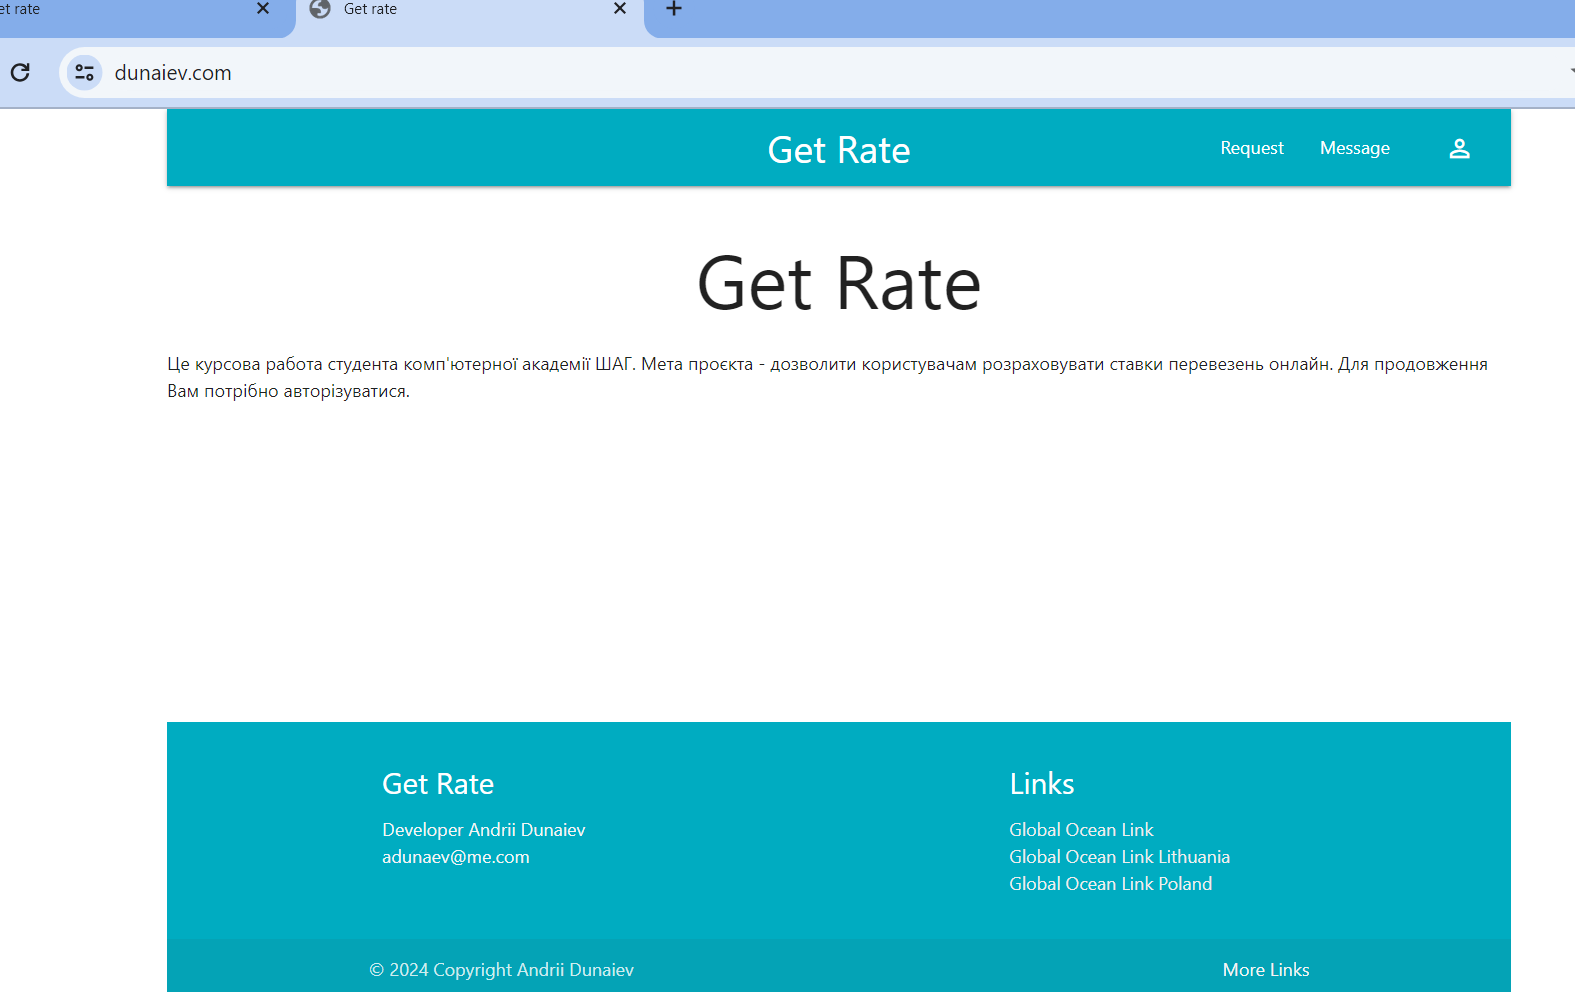 et rate
Get rate
dunaiev.com
Get Rate
Request
Message
Get Rate
Це курсова работа студента комп'ютерної академії ШАГ. Мета проєкта - дозволити користувачам розраховувати ставки перевезень онлайн. Для продовження
Вам потрібно авторізуватися.
Get Rate
Developer Andrii Dunaiev
adunaev@me.com
Links
Global Ocean Link
Global Ocean Link Lithuania
Global Ocean Link Poland
© 2024 Copyright Andrii Dunaiev
More Links